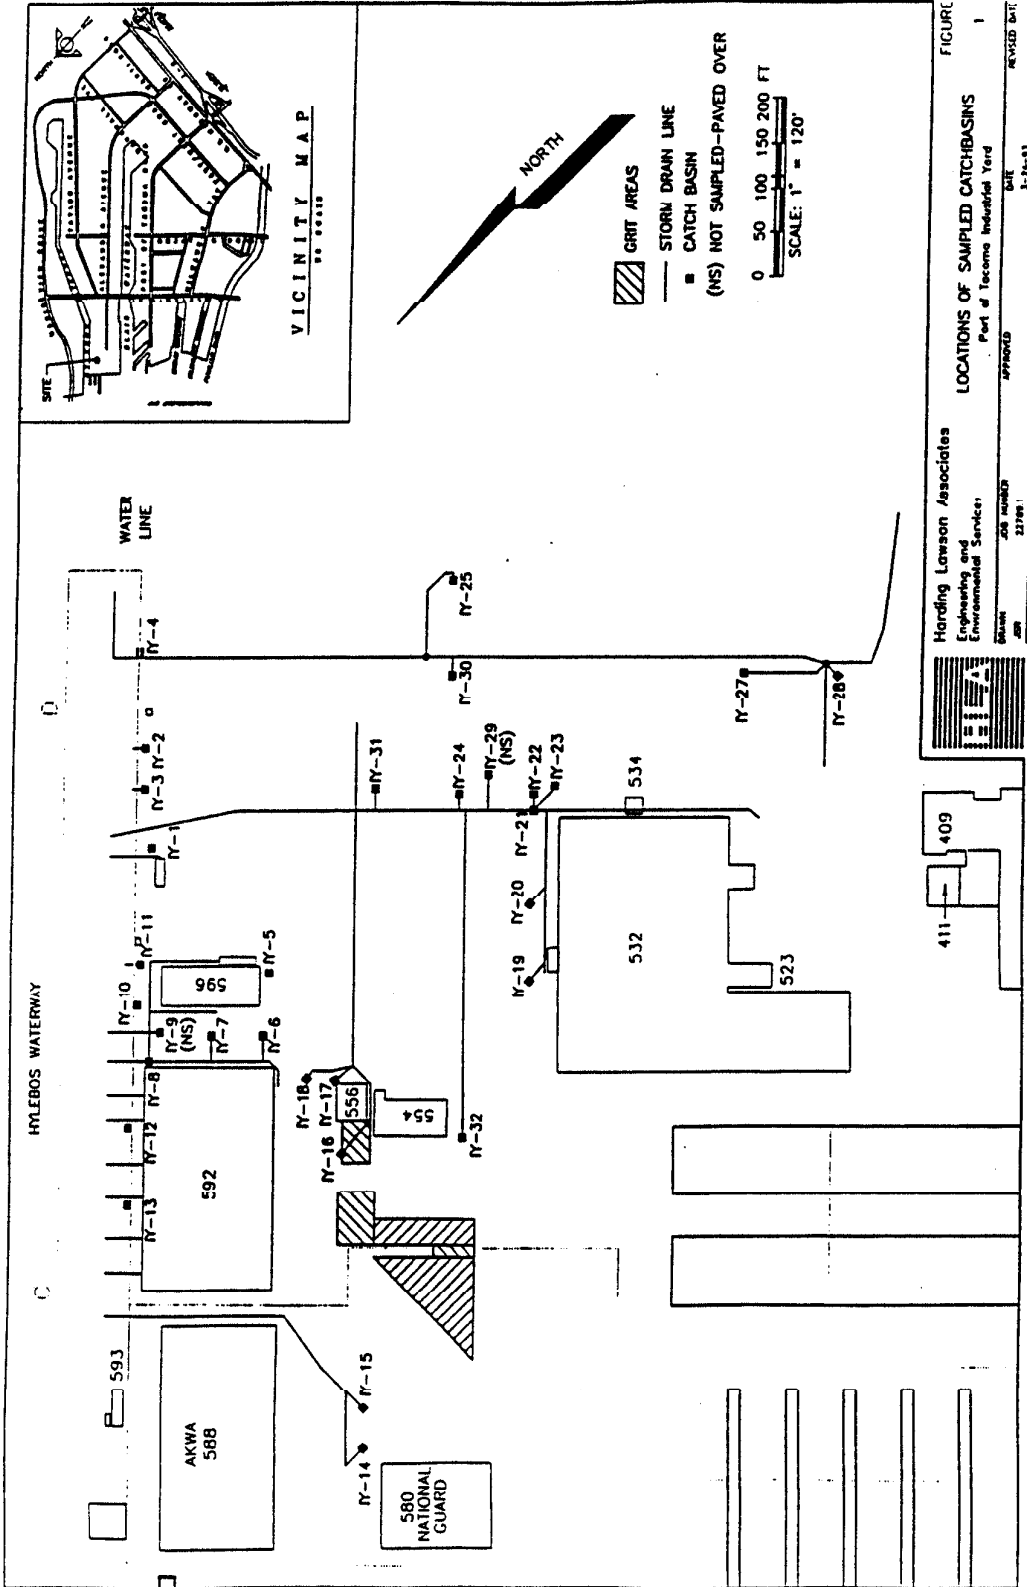 HYLEBOS WATERWAY
WATER
LINE
C
D
593
AKWA
588
580
NATIONAL
GUARD
592
596
556
554
532
534
523
409
411
IY-1
IY-2
IY-3
IY-4
IY-5
IY-6
IY-7
IY-8
IY-9
(NS)
IY-10
IY-11
IY-12
IY-13
IY-14
IY-15
IY-16
IY-17
IY-18
IY-19
IY-20
IY-21
IY-22
IY-23
IY-24
IY-25
IY-27
IY-28
IY-29
(NS)
IY-30
IY-31
IY-32
SITE
NORTH
VICINITY MAP
NO SCALE
NORTH
GRIT AREAS
STORM DRAIN LINE
CATCH BASIN
(NS) NOT SAMPLED-PAVED OVER
0 50 100 150 200 FT
SCALE: 1" = 120'
Harding Lawson Associates
Engineering and
Environmental Services
HLA
LOCATIONS OF SAMPLED CATCHBASINS
Port of Tacoma Industrial Yard
FIGURE
1
DRAWN
JOB NUMBER
APPROVED
DATE
REVISED DATE